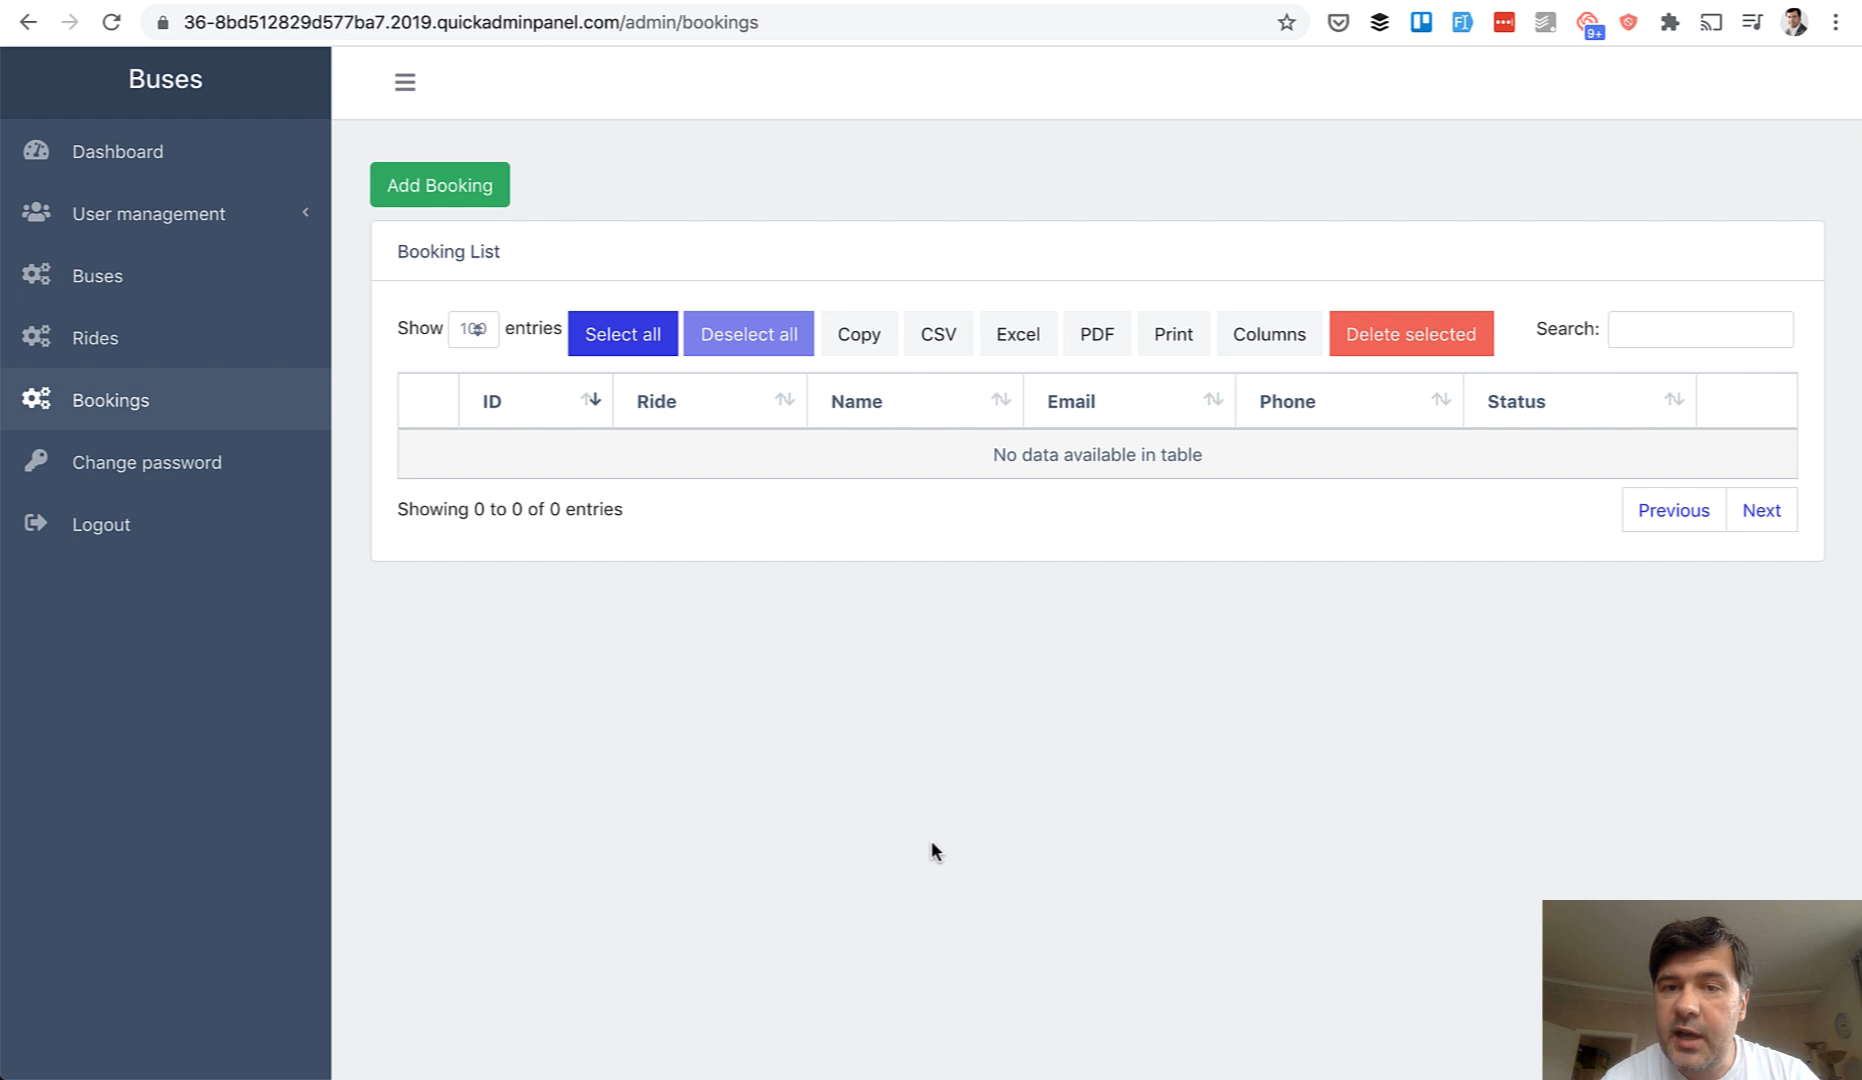 36-8bd512829d577ba7.2019.quickadminpanel.com/admin/bookings
9+
Buses
Dashboard
User management
Buses
Rides
Bookings
Change password
Logout
Add Booking
Booking List
Show 100 entries Select all Deselect all Copy CSV Excel PDF Print Columns Delete selected Search:
ID Ride Name Email Phone Status
No data available in table
Showing 0 to 0 of 0 entries
Previous Next